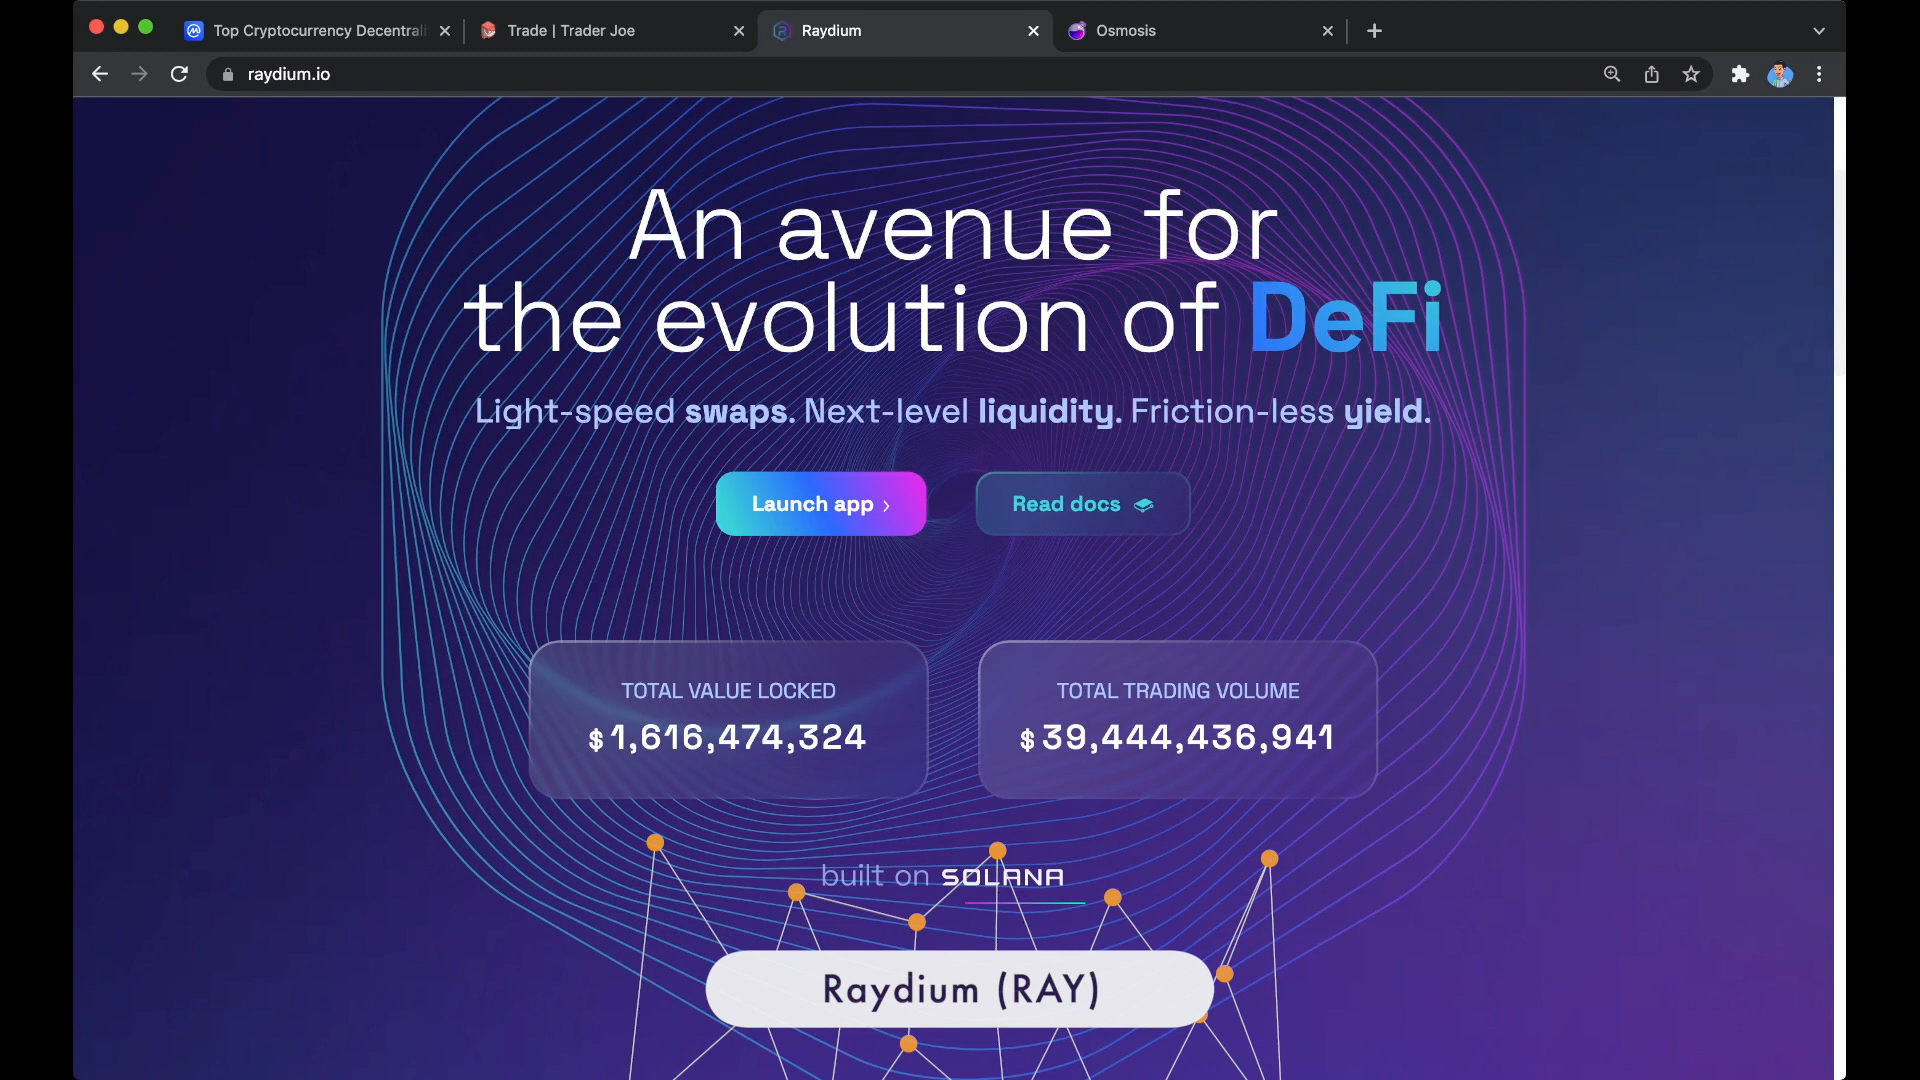 Top Cryptocurrency Decentrali
Trade | Trader Joe
Raydium
Osmosis
raydium.io
An avenue for
the evolution of DeFi
Light-speed swaps. Next-level liquidity. Friction-less yield.
Launch app ›
Read docs
TOTAL VALUE LOCKED
$1,616,474,324
TOTAL TRADING VOLUME
$39,444,436,941
built on SOLANA
Raydium (RAY)